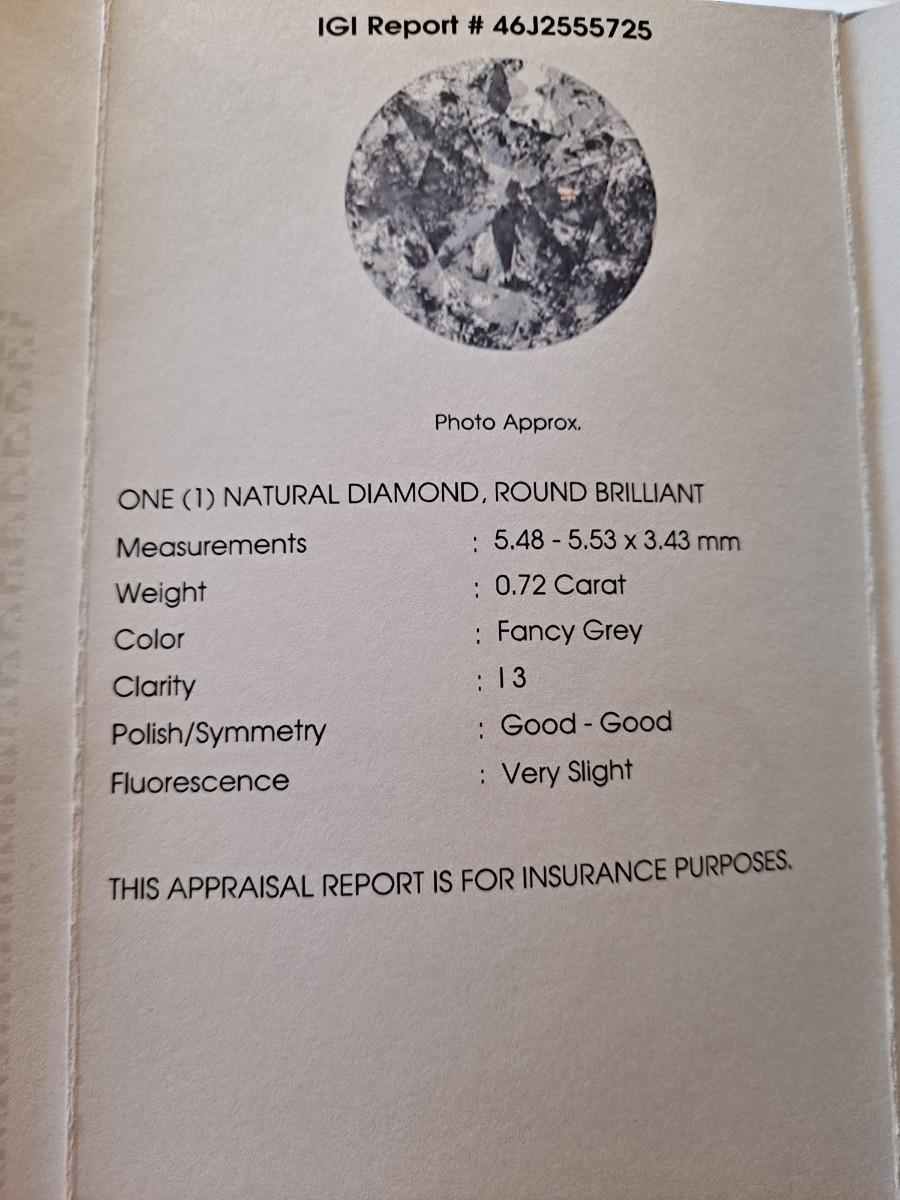 IGI Report # 46J2555725
Photo Approx.
ONE (1) NATURAL DIAMOND, ROUND BRILLIANT
Measurements : 5.48 - 5.53 x 3.43 mm
Weight : 0.72 Carat
Color : Fancy Grey
Clarity : I 3
Polish/Symmetry : Good - Good
Fluorescence : Very Slight
THIS APPRAISAL REPORT IS FOR INSURANCE PURPOSES.